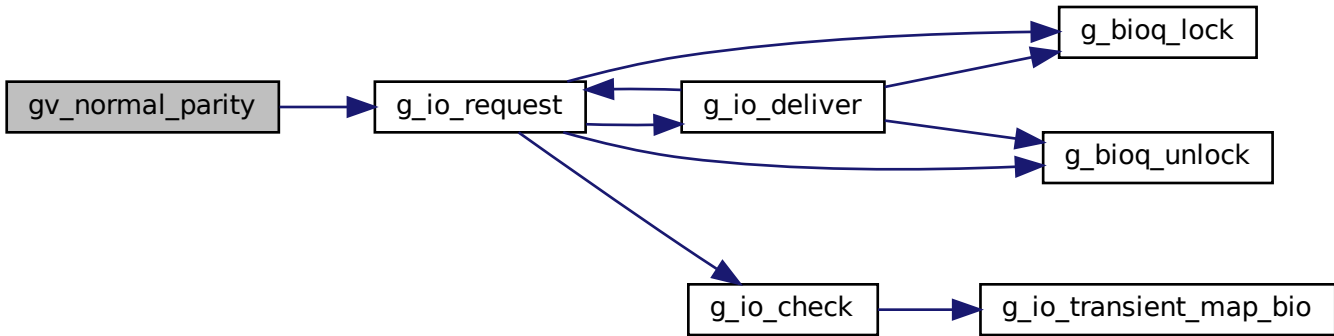 gv_normal_parity
g_io_request
g_io_deliver
g_bioq_lock
g_bioq_unlock
g_io_check
g_io_transient_map_bio